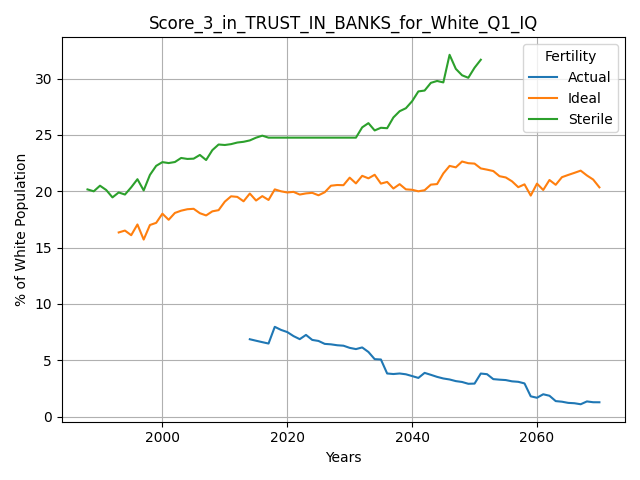 Score_3_in_TRUST_IN_BANKS_for_White_Q1_IQ
% of White Population
30
25
20
15
10
5
0
Fertility
Actual
Ideal
Sterile
2000
2020
2040
2060
Years